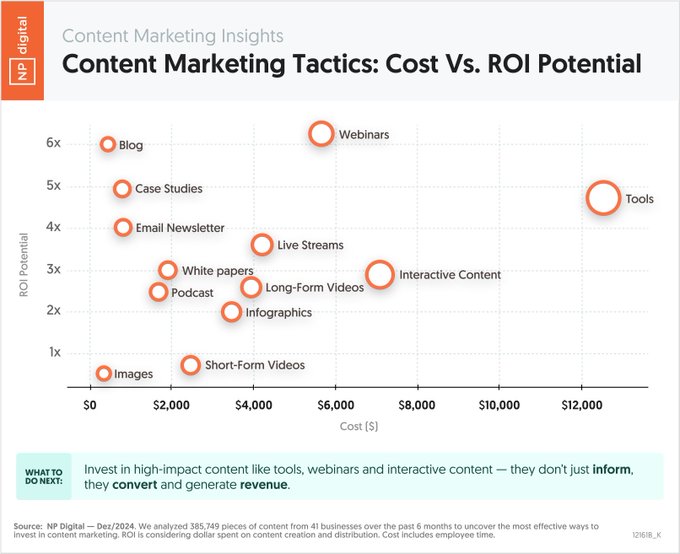 NP digital
Content Marketing Insights
Content Marketing Tactics: Cost Vs. ROI Potential
ROI Potential
6x
5x
4x
3x
2x
1x
Blog
Webinars
Case Studies
Tools
Email Newsletter
Live Streams
White papers
Interactive Content
Podcast
Long-Form Videos
Infographics
Short-Form Videos
Images
$0
$2,000
$4,000
$6,000
$8,000
$10,000
$12,000
Cost ($)
WHAT TO
DO NEXT:
Invest in high-impact content like tools, webinars and interactive content — they don't just inform,
they convert and generate revenue.
Source: NP Digital — Dez/2024. We analyzed 385,749 pieces of content from 41 businesses over the past 6 months to uncover the most effective ways to
invest in content marketing. ROI is considering dollar spent on content creation and distribution. Cost includes employee time.
12161B_K